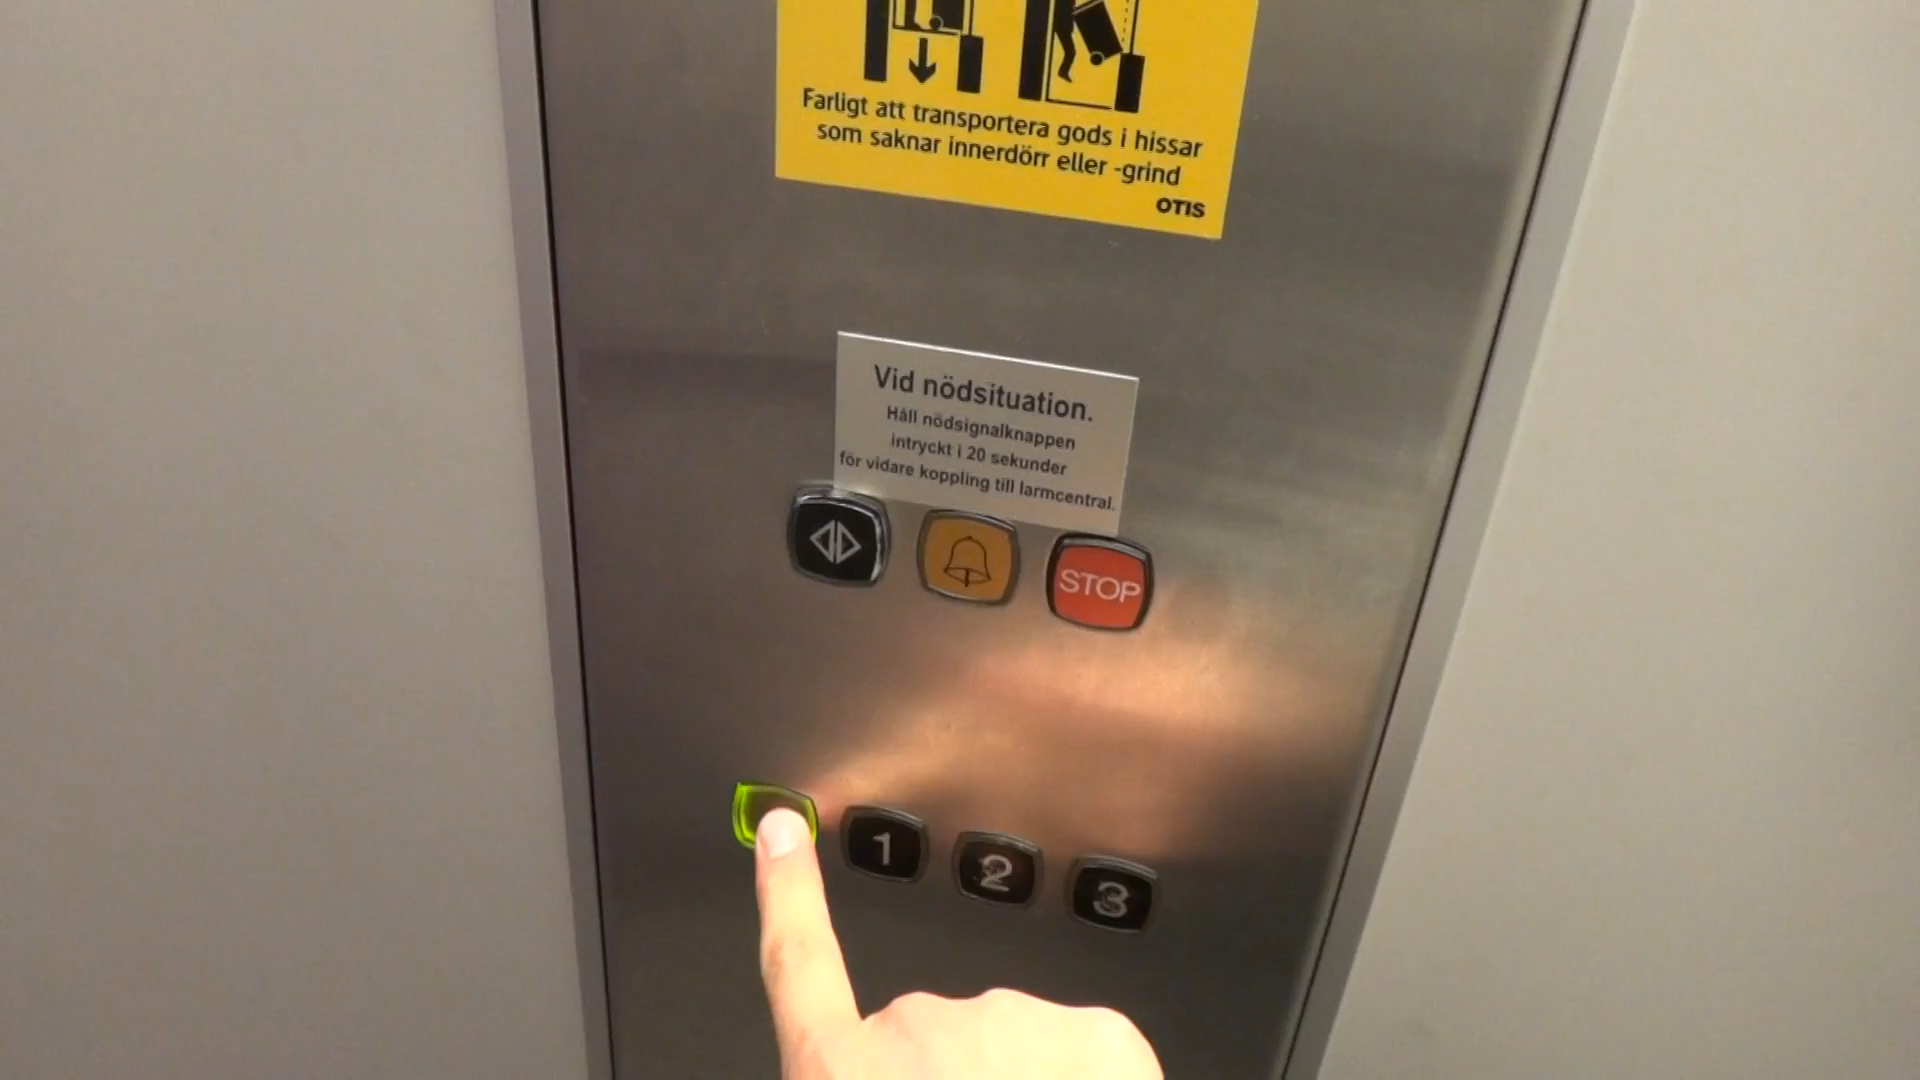 Farligt att transportera gods i hissar
som saknar innerdörr eller -grind
OTIS
Vid nödsituation.
Håll nödsignalknappen
intryckt i 20 sekunder
för vidare koppling till larmcentral.
STOP
1 2 3